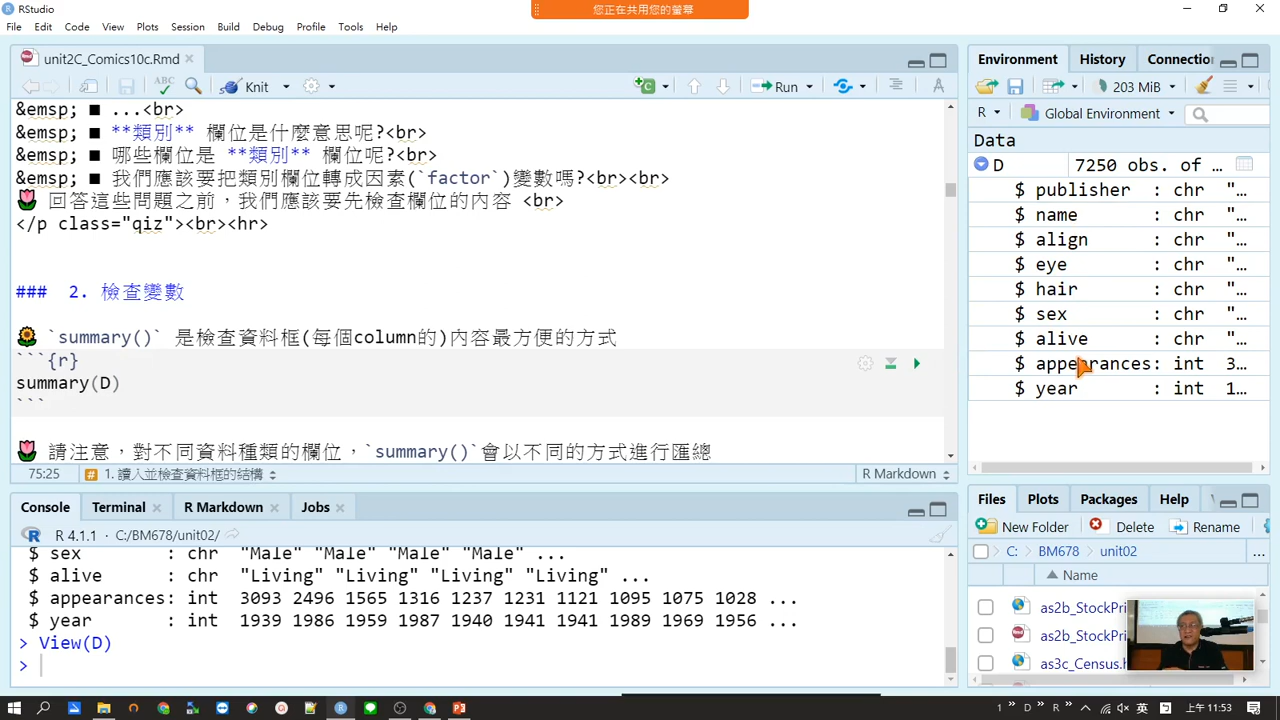 RStudio
您正在共用您的螢幕
File Edit Code View Plots Session Build Debug Profile Tools Help
unit2C_Comics10c.Rmd
Knit
Run
&emsp; ■ ...<br>
&emsp; ■ **類別** 欄位是什麼意思呢?<br>
&emsp; ■ 哪些欄位是 **類別** 欄位呢?<br>
&emsp; ■ 我們應該要把類別欄位轉成因素(`factor`)變數嗎?<br><br>
🌷 回答這些問題之前，我們應該要先檢查欄位的內容 <br>
</p class="qiz"><br><hr>
### 2. 檢查變數
🌻 `summary()` 是檢查資料框(每個column的)內容最方便的方式
```{r}
summary(D)
```
🌷 請注意，對不同資料種類的欄位，`summary()`會以不同的方式進行匯總
75:25 # 1. 讀入並檢查資料框的結構 R Markdown
Console Terminal R Markdown Jobs
R 4.1.1 · C:/BM678/unit02/
$ sex : chr "Male" "Male" "Male" "Male" ...
$ alive : chr "Living" "Living" "Living" "Living" ...
$ appearances: int 3093 2496 1565 1316 1237 1231 1121 1095 1075 1028 ...
$ year : int 1939 1986 1959 1987 1940 1941 1941 1989 1969 1956 ...
> View(D)
>
Environment History Connectio
203 MiB
R Global Environment
Data
D 7250 obs. of ...
$ publisher : chr "…
$ name : chr "…
$ align : chr "…
$ eye : chr "…
$ hair : chr "…
$ sex : chr "…
$ alive : chr "…
$ appearances: int 3…
$ year : int 1…
Files Plots Packages Help
New Folder Delete Rename
C: BM678 unit02 ...
Name
as2b_StockPri
as2b_StockPri
as3c_Census.h
1 » D » R » 英 上午 11:53